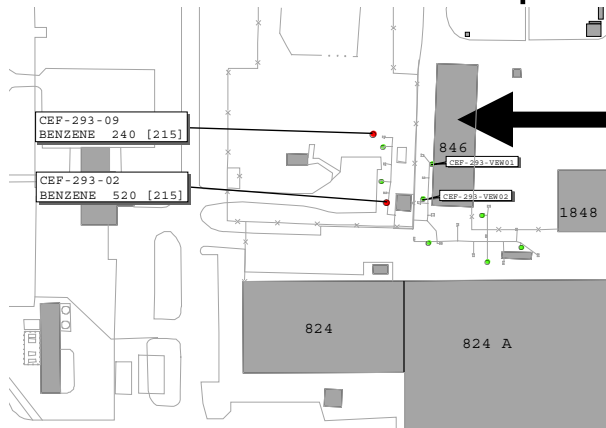 CEF-293-09
BENZENE 240 [215]
846
CEF-293-VEW01
CEF-293-02
BENZENE 520 [215]
CEF-293-VEW02
1848
824
824 A